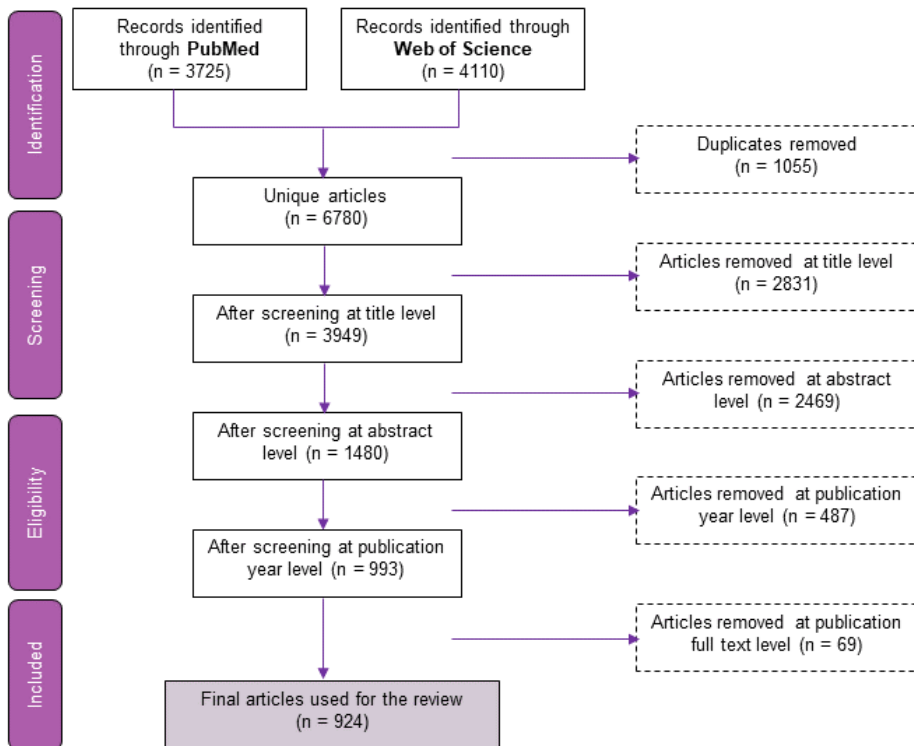 Identification
Records identified
through PubMed
(n = 3725)
Records identified through
Web of Science
(n = 4110)
Duplicates removed
(n = 1055)
Unique articles
(n = 6780)
Screening
Articles removed at title level
(n = 2831)
After screening at title level
(n = 3949)
Articles removed at abstract
level (n = 2469)
After screening at abstract
level (n = 1480)
Eligibility
Articles removed at publication
year level (n = 487)
After screening at publication
year level (n = 993)
Included
Articles removed at publication
full text level (n = 69)
Final articles used for the review
(n = 924)